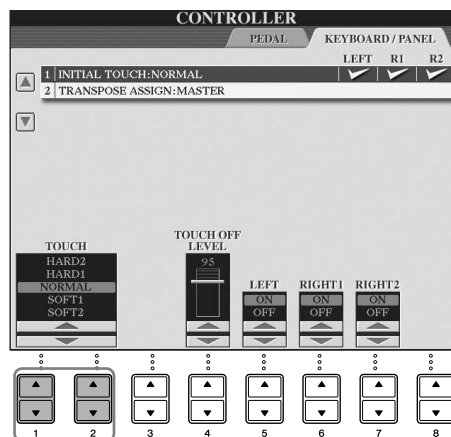 CONTROLLER
PEDAL KEYBOARD / PANEL
LEFT R1 R2
1 INITIAL TOUCH:NORMAL
2 TRANSPOSE ASSIGN:MASTER
TOUCH OFF
TOUCH LEVEL
HARD2 95
HARD1
NORMAL LEFT RIGHT1 RIGHT2
SOFT1 ON ON ON
SOFT2 OFF OFF OFF
1 2 3 4 5 6 7 8